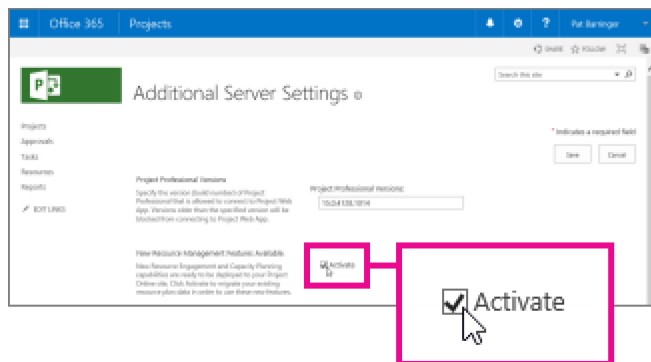 Office 365 Projects ? Pat Barringer
SHARE FOLLOW
P
Search this site
Additional Server Settings
Projects
Approvals
Tasks
Resources
Reports
EDIT LINKS
* Indicates a required field
Save Cancel
Project Professional Versions
Specify the version (build number) of Project
Professional that is allowed to connect to Project Web
App. Versions older than the specified version will be
blocked from connecting to Project Web App.
Project Professional Versions:
New Resource Management Features Available
New Resource Engagement and Capacity Planning
capabilities are ready to be deployed to your Project
Online site. Click Activate to migrate your existing
resource plan data in order to use these new features.
Activate
Activate